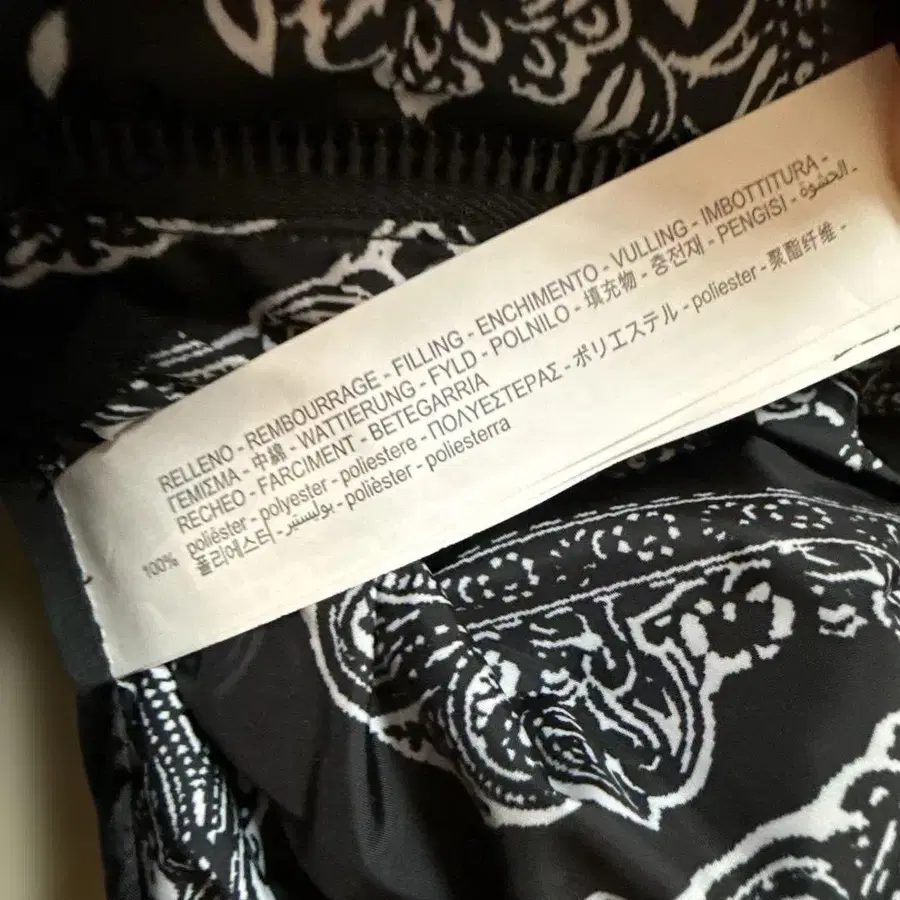 RELLENO - REMBOURRAGE - FILLING - ENCHIMENTO - VULLING - IMBOTTITURA -
ΓΕΜΙΣΜΑ - 中綿 - WATTIERUNG - FYLD - POLNILO - 填充物 - 충전재 - PENGISI - الحشوة -
RECHEO - FARCIMENT - BETEGARRIA
100% poliéster - polyester - poliestere - ΠΟΛΥΕΣΤΕΡΑΣ - ポリエステル - poliester - 聚酯纤维 -
폴리에스터 - بوليستير - polièster - poliesterra